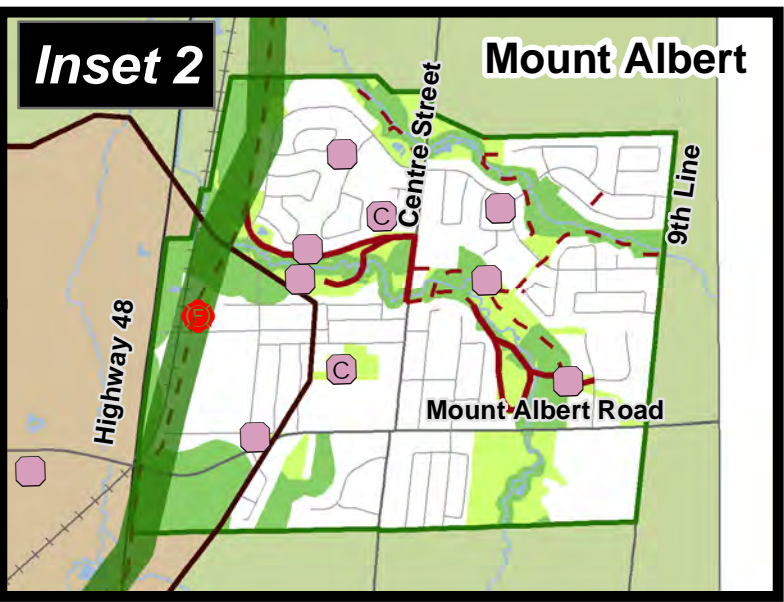 Inset 2
Mount Albert
Centre Street
9th Line
C
E
Highway 48
C
Mount Albert Road